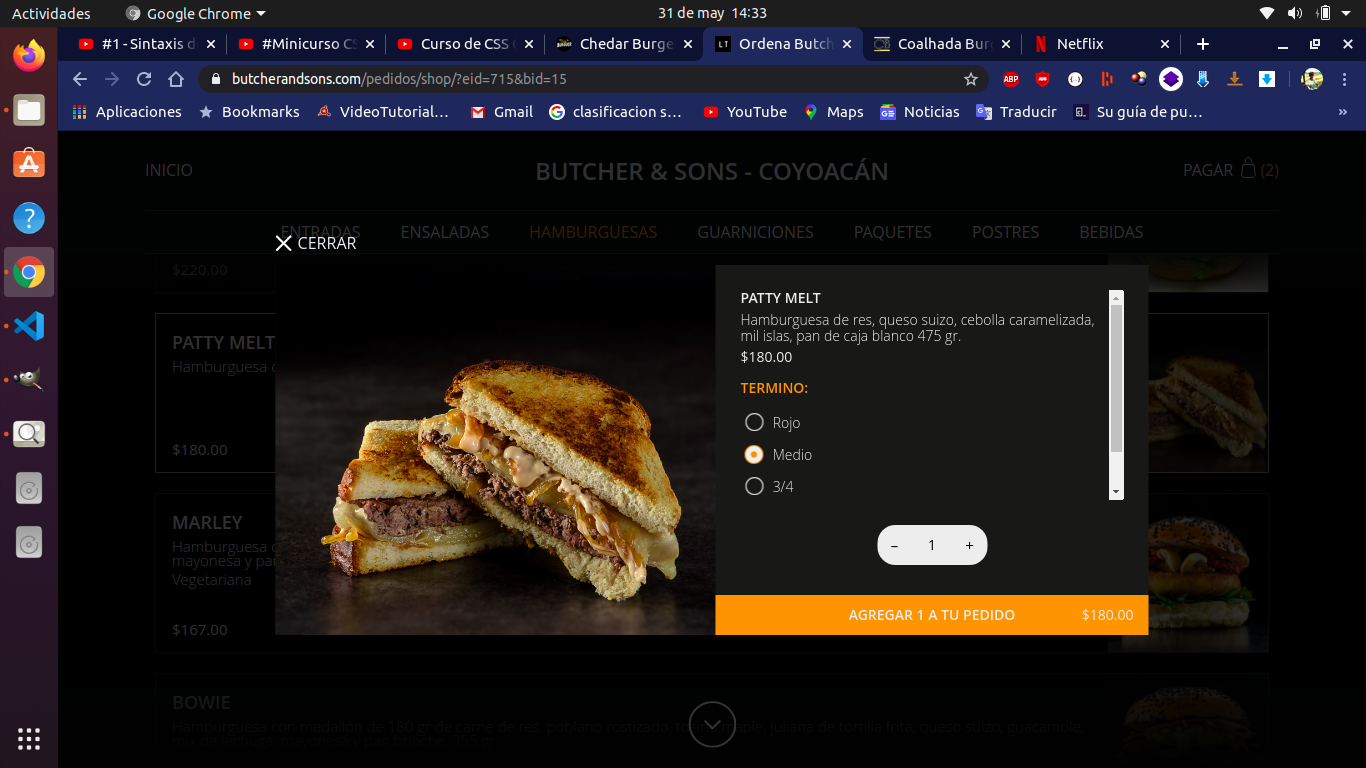 Actividades
Google Chrome
31 de may 14:33
#1 - Sintaxis d
#Minicurso CS
Curso de CSS
Chedar Burge
Ordena Butch
Coalhada Bur
Netflix
butcherandsons.com/pedidos/shop/?eid=715&bid=15
ABP
Aplicaciones
Bookmarks
VideoTutorial...
Gmail
clasificacion s...
YouTube
Maps
Noticias
Traducir
Su guía de pu...
»
INICIO
BUTCHER & SONS - COYOACÁN
PAGAR (2)
ENTRADAS
ENSALADAS
HAMBURGUESAS
GUARNICIONES
PAQUETES
POSTRES
BEBIDAS
CERRAR
$220.00
PATTY MELT
Hamburguesa
$180.00
PATTY MELT
Hamburguesa de res, queso suizo, cebolla caramelizada,
mil islas, pan de caja blanco 475 gr.
$180.00
TERMINO:
Rojo
Medio
3/4
– 1 +
AGREGAR 1 A TU PEDIDO $180.00
MARLEY
Hamburguesa
mayonesa y
Vegetariana
$167.00
BOWIE
Hamburguesa con medallón de 180 gr de carne de res, poblano rostizado, juliana de tortilla frita, queso suizo, guacamole,